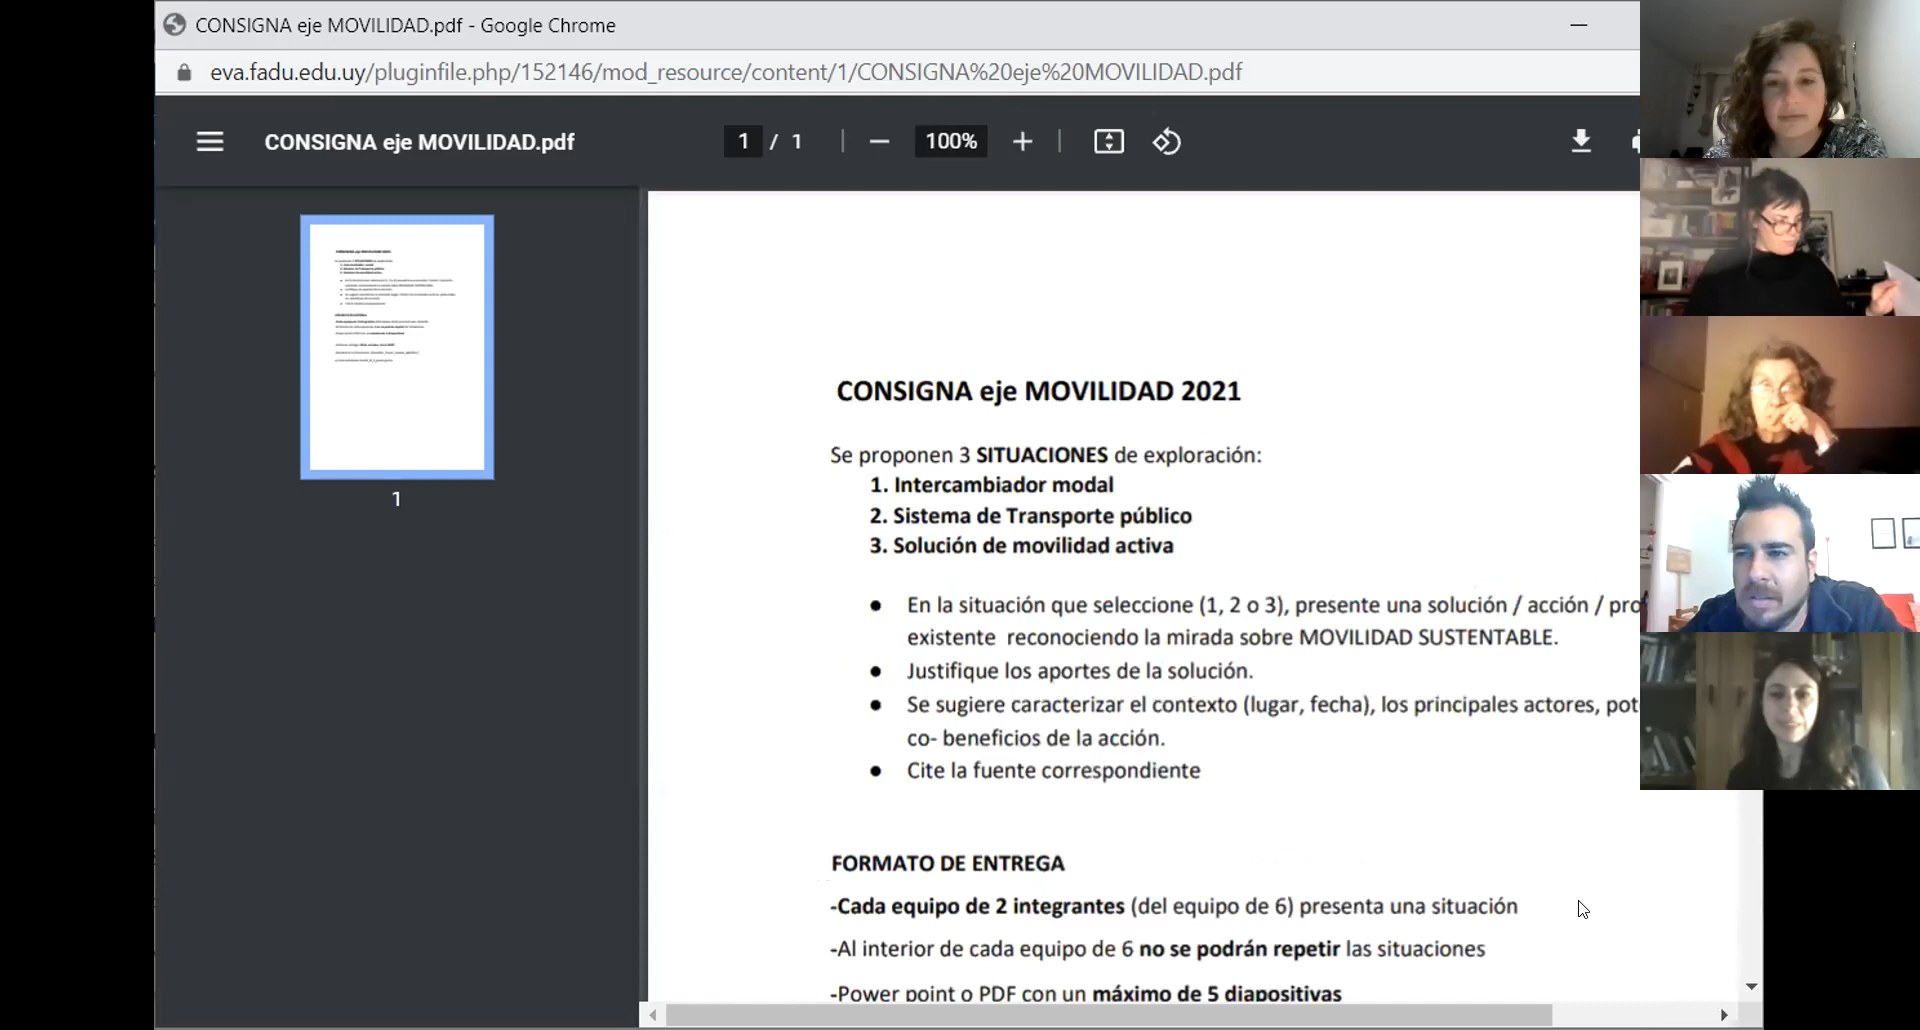 CONSIGNA eje MOVILIDAD.pdf - Google Chrome
eva.fadu.edu.uy/pluginfile.php/152146/mod_resource/content/1/CONSIGNA%20eje%20MOVILIDAD.pdf
CONSIGNA eje MOVILIDAD.pdf
1 / 1
100%
1
CONSIGNA eje MOVILIDAD 2021
Se proponen 3 SITUACIONES de exploración:
1. Intercambiador modal
2. Sistema de Transporte público
3. Solución de movilidad activa
● En la situación que seleccione (1, 2 o 3), presente una solución / acción / pro
existente reconociendo la mirada sobre MOVILIDAD SUSTENTABLE.
● Justifique los aportes de la solución.
● Se sugiere caracterizar el contexto (lugar, fecha), los principales actores, pot
co- beneficios de la acción.
● Cite la fuente correspondiente
FORMATO DE ENTREGA
-Cada equipo de 2 integrantes (del equipo de 6) presenta una situación
-Al interior de cada equipo de 6 no se podrán repetir las situaciones
-Power point o PDF con un máximo de 5 diapositivas